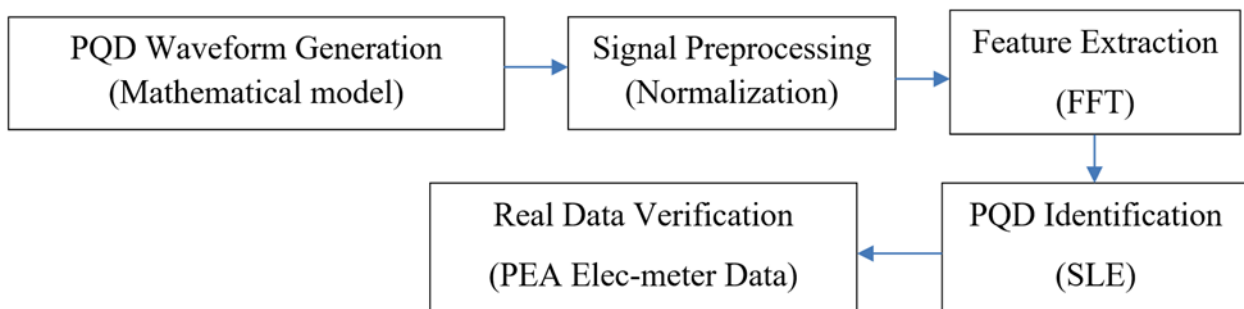 PQD Waveform Generation
(Mathematical model)
Signal Preprocessing
(Normalization)
Feature Extraction
(FFT)
PQD Identification
(SLE)
Real Data Verification
(PEA Elec-meter Data)